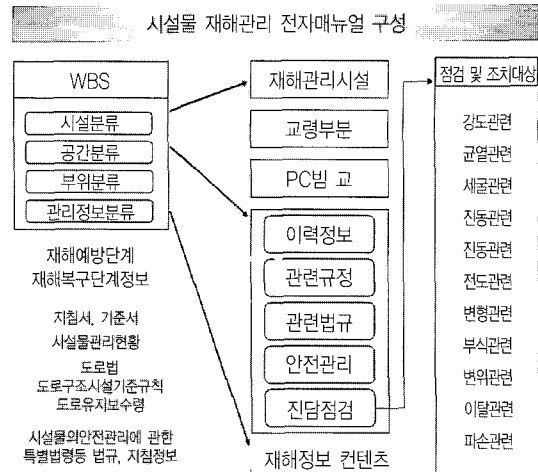 시설물 재해관리 전자매뉴얼 구성
WBS
시설분류
공간분류
부위분류
관리정보분류
재해예방단계
재해복구단계정보
지침서, 기준서
시설물관리현황
도로법
도로구조시설기준규칙
도로유지보수령
시설물의안전관리에 관한
특별법령등 법규, 지침정보
재해관리시설
교령부분
PC빔 교
이력정보
관련규정
관련법규
안전관리
진담점검
재해정보 컨텐츠
점검 및 조치대상
강도관련
균열관련
세굴관련
진동관련
진동관련
전도관련
변형관련
부식관련
변위관련
이탈관련
파손관련